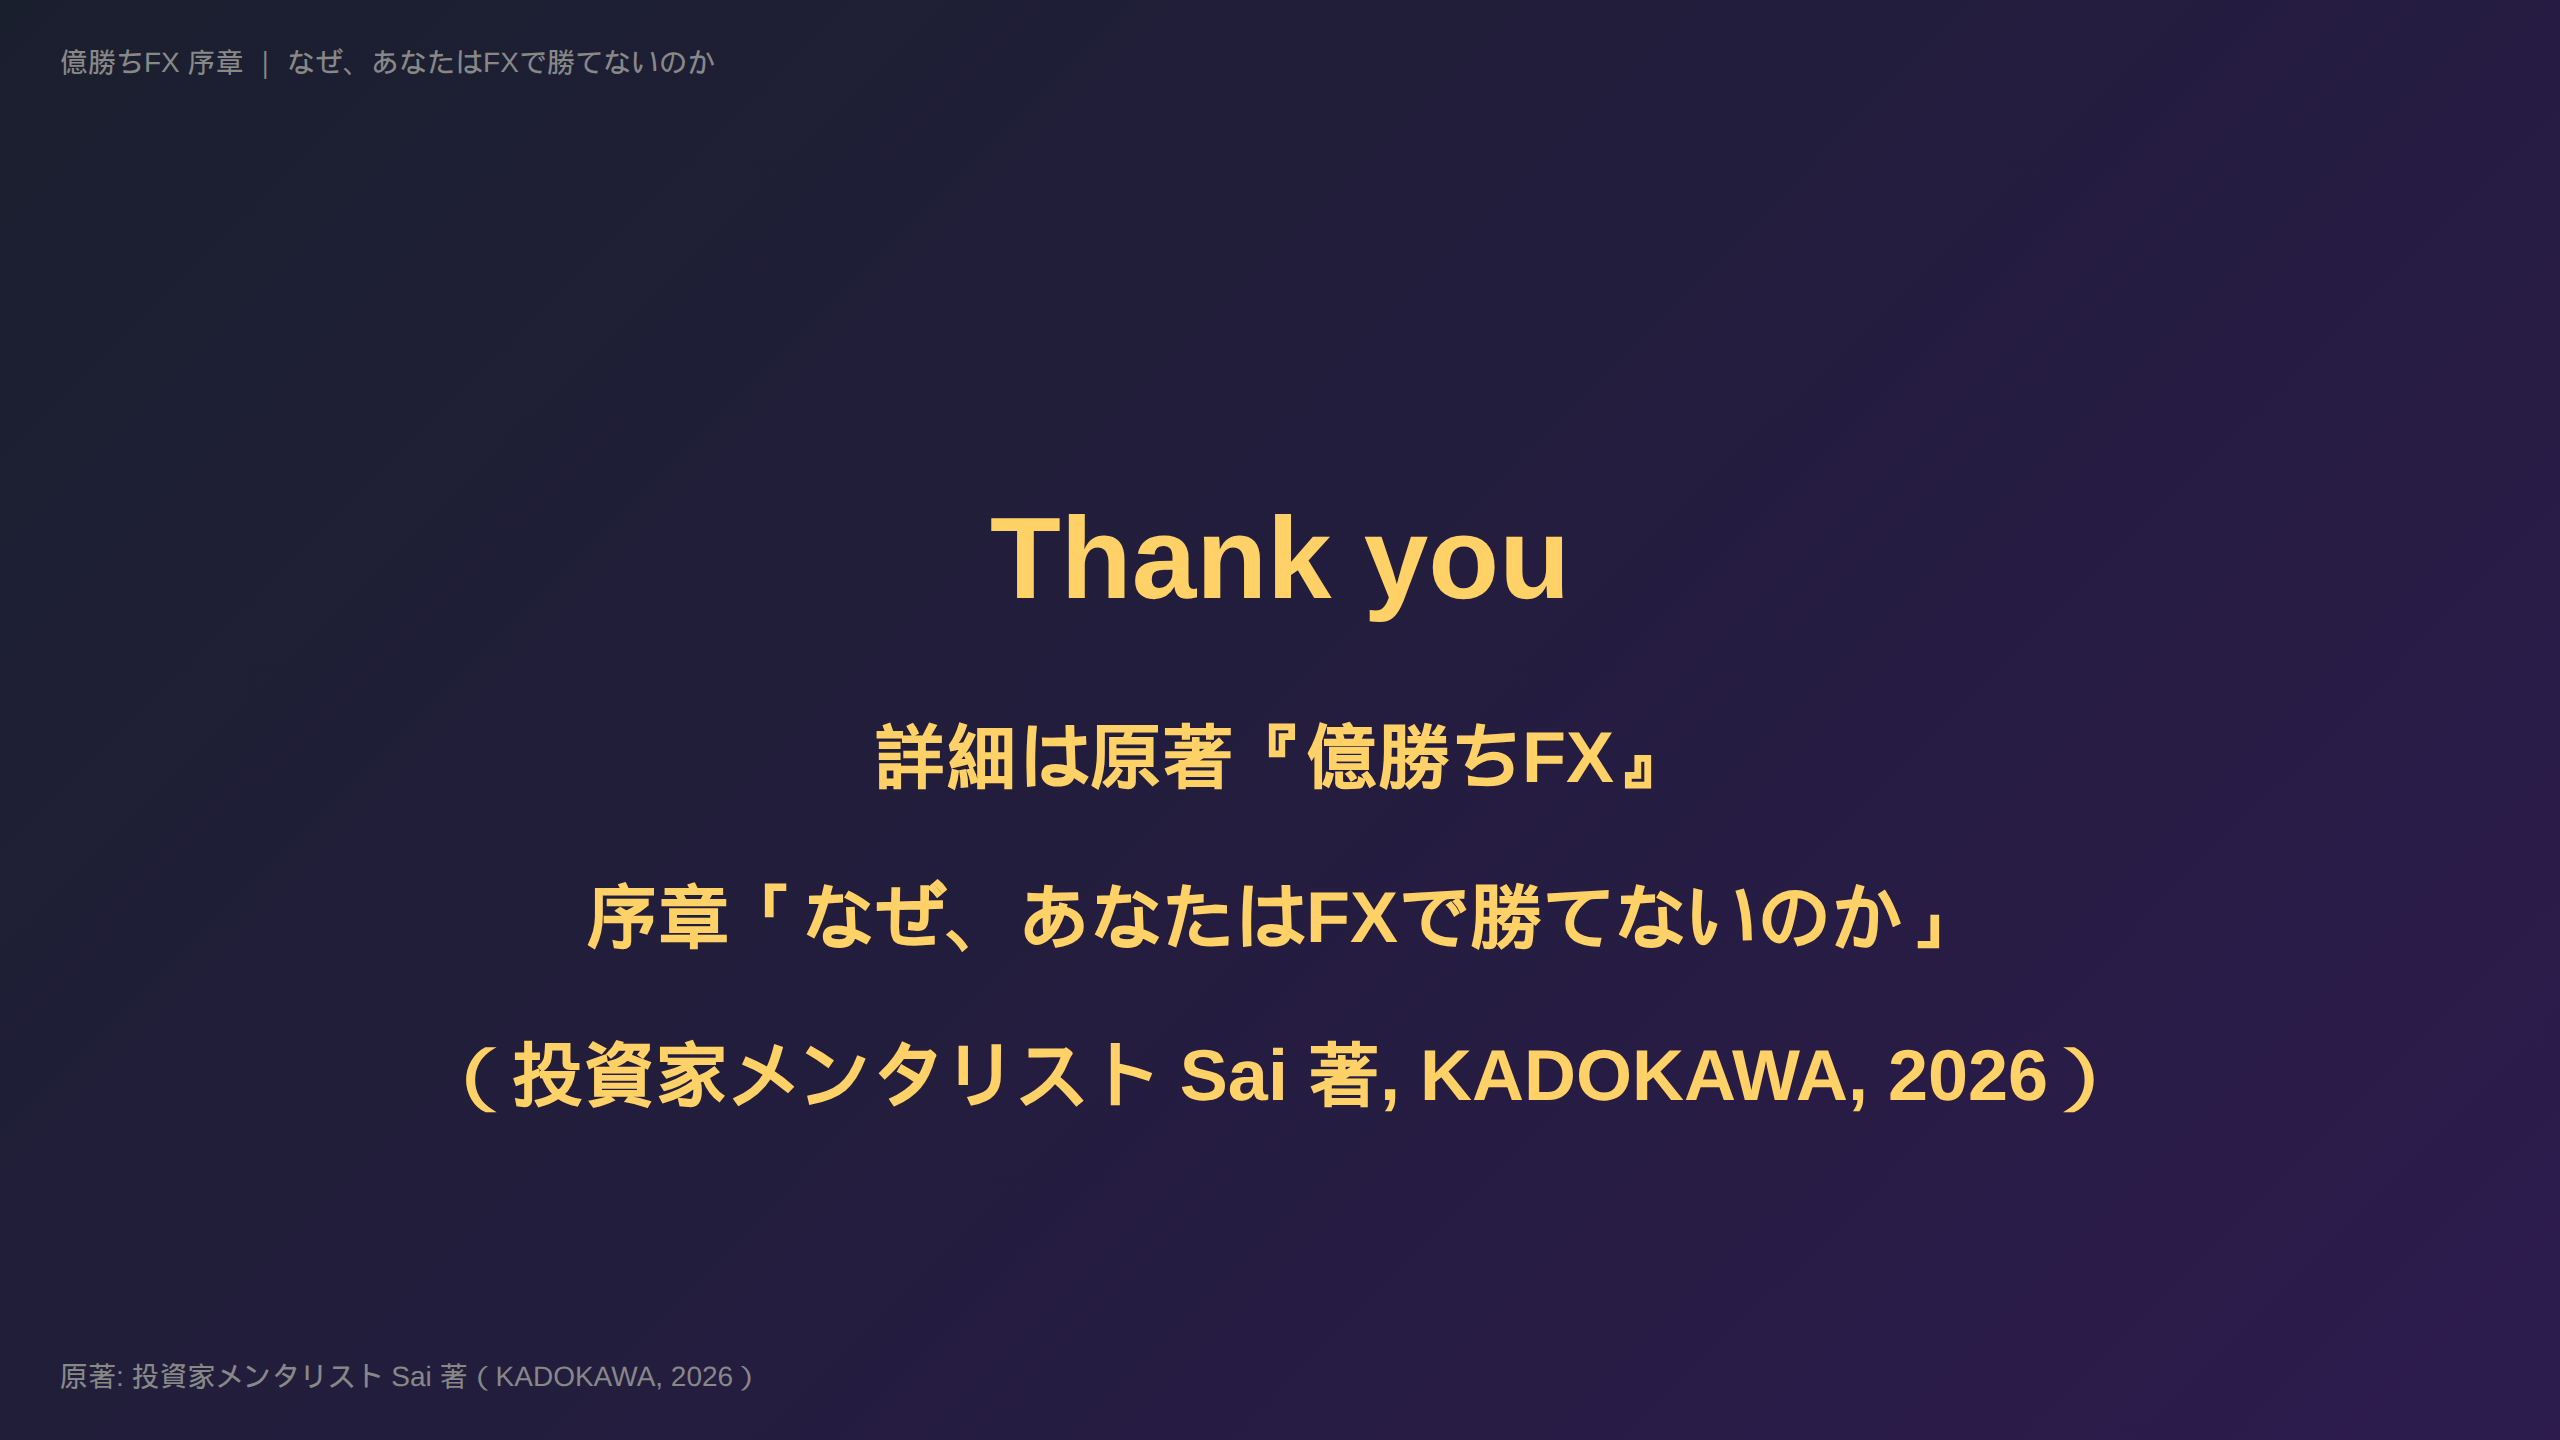 億勝ちFX 序章 ｜ なぜ、あなたはFXで勝てないのか
Thank you
詳細は原著『億勝ちFX』
序章「なぜ、あなたはFXで勝てないのか」
（投資家メンタリスト Sai 著, KADOKAWA, 2026）
原著: 投資家メンタリスト Sai 著（KADOKAWA, 2026）